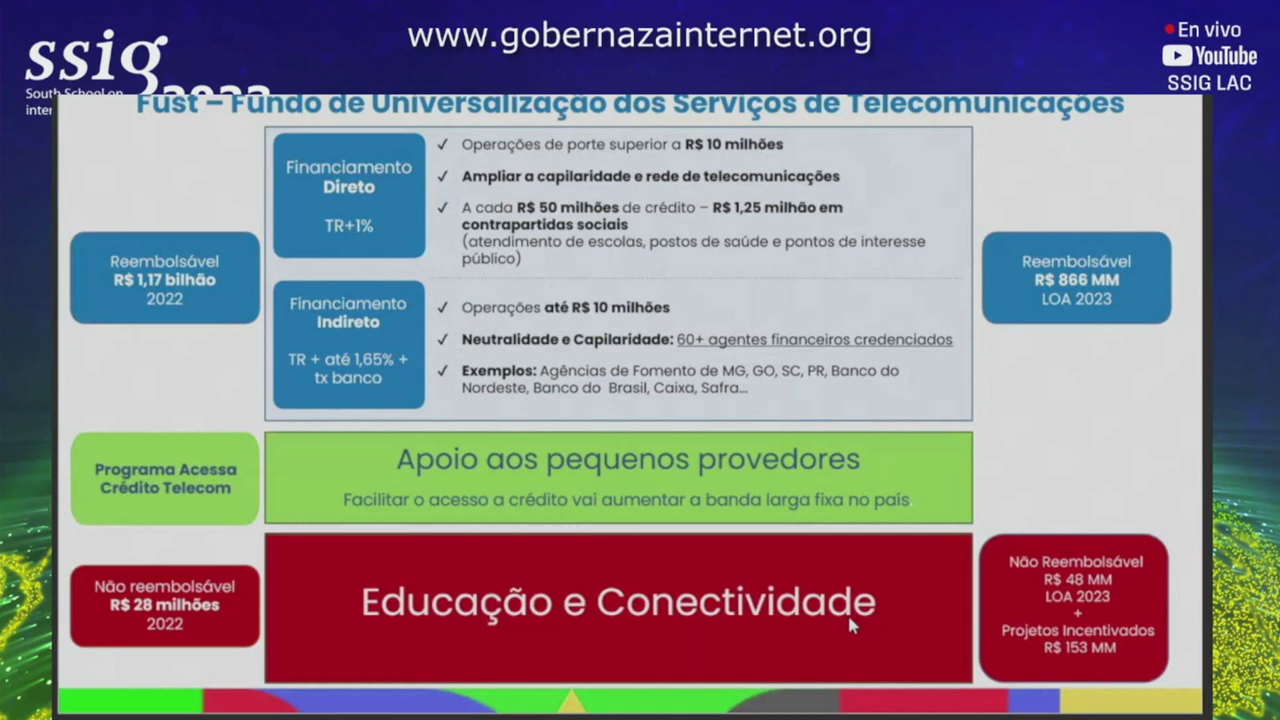 www.gobernazainternet.org
ssig
South School on
inter
En vivo
YouTube
SSIG LAC
Fust – Fundo de Universalização dos Serviços de Telecomunicações
Reembolsável
R$ 1,17 bilhão
2022
Financiamento
Direto
TR+1%
✓ Operações de porte superior a R$ 10 milhões
✓ Ampliar a capilaridade e rede de telecomunicações
✓ A cada R$ 50 milhões de crédito – R$ 1,25 milhão em
contrapartidas sociais
(atendimento de escolas, postos de saúde e pontos de interesse
público)
Financiamento
Indireto
TR + até 1,65% +
tx banco
✓ Operações até R$ 10 milhões
✓ Neutralidade e Capilaridade: 60+ agentes financeiros credenciados
✓ Exemplos: Agências de Fomento de MG, GO, SC, PR, Banco do
Nordeste, Banco do Brasil, Caixa, Safra...
Reembolsável
R$ 866 MM
LOA 2023
Programa Acessa
Crédito Telecom
Apoio aos pequenos provedores
Facilitar o acesso a crédito vai aumentar a banda larga fixa no país.
Não reembolsável
R$ 28 milhões
2022
Educação e Conectividade
Não Reembolsável
R$ 48 MM
LOA 2023
+
Projetos Incentivados
R$ 153 MM